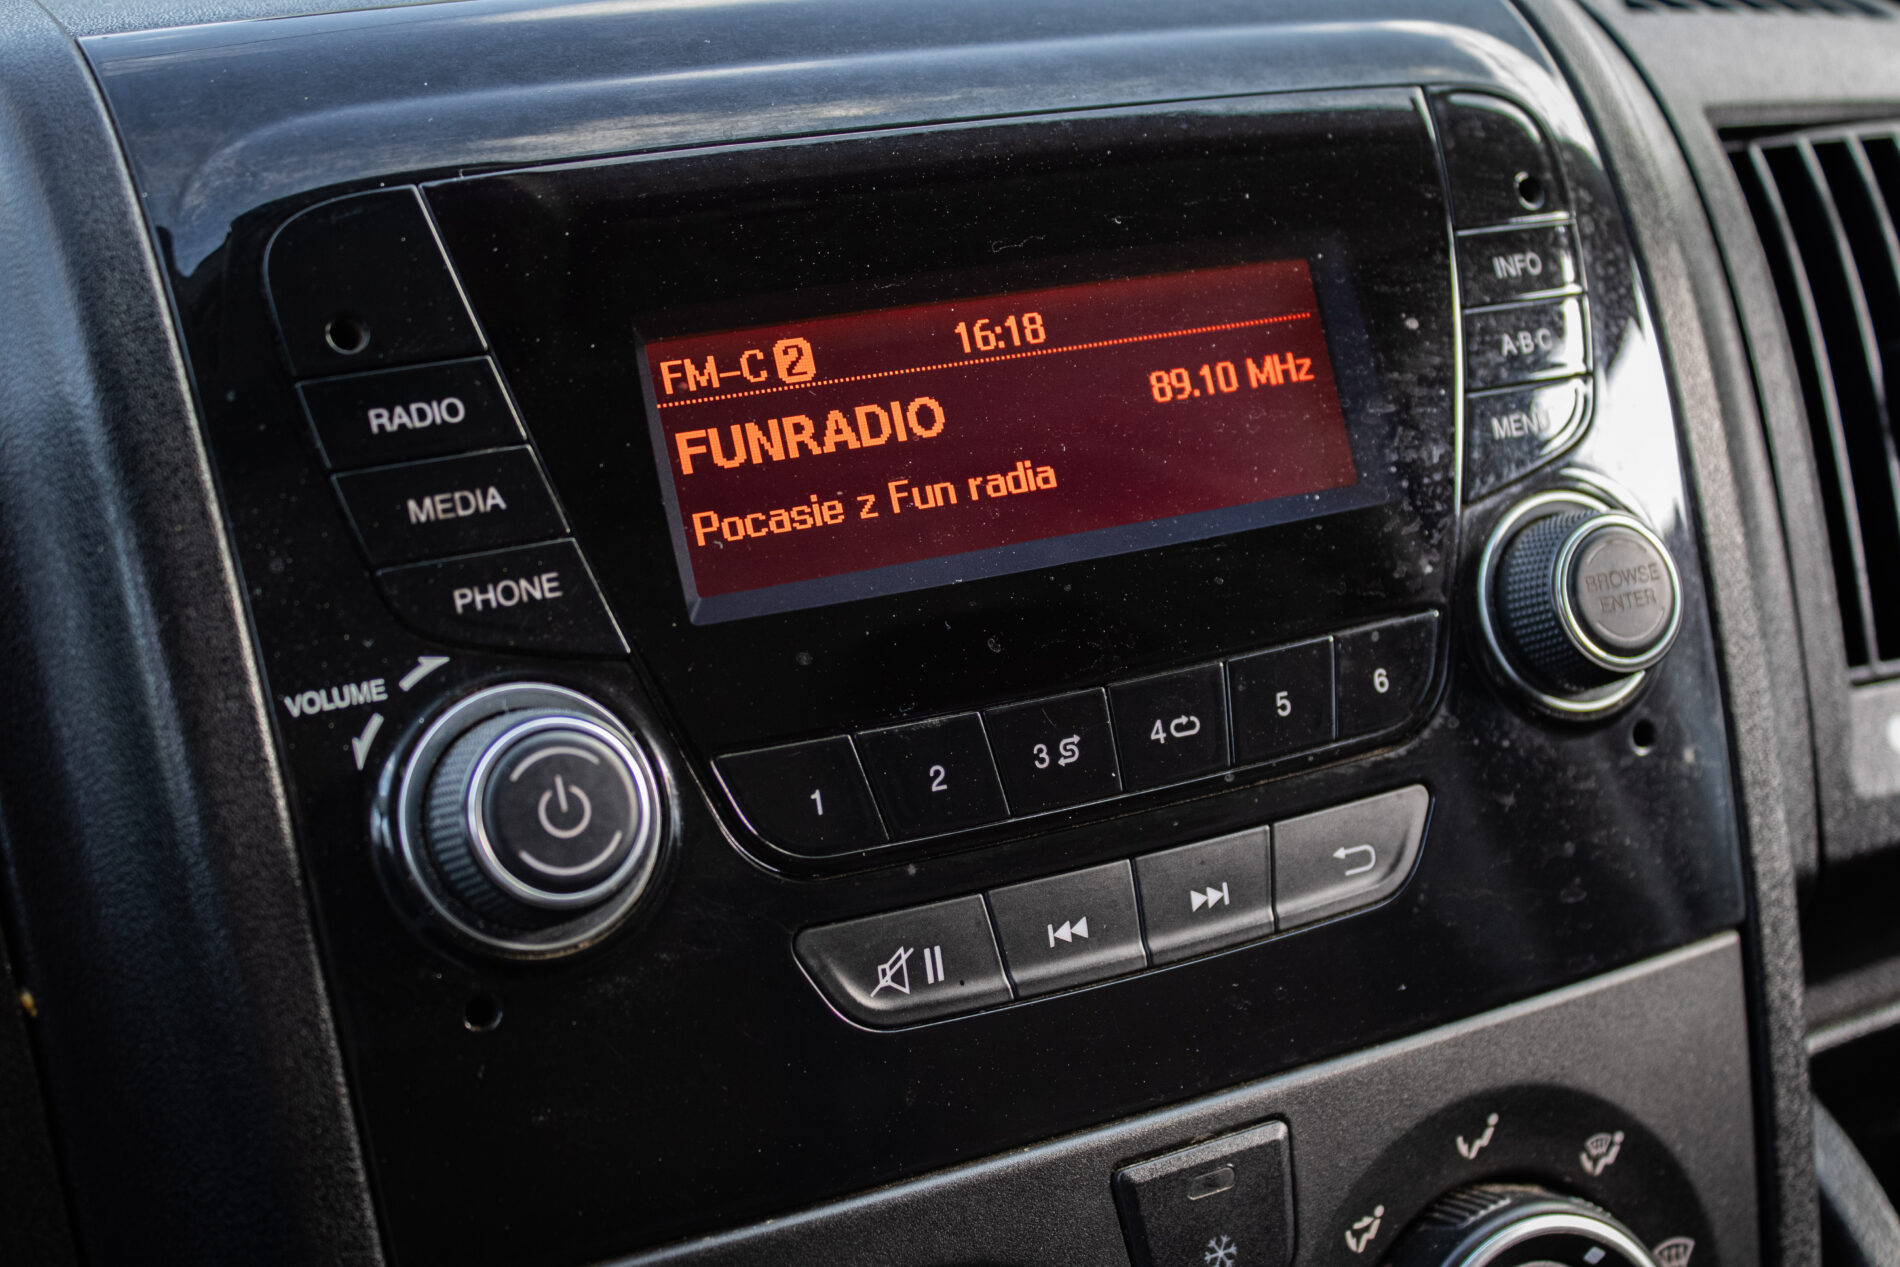 FM-C 2 16:18
FUNRADIO 89.10 MHz
Pocasie z Fun radia
RADIO
MEDIA
PHONE
VOLUME
INFO
A·B·C
MENU
BROWSE
ENTER
1 2 3 4 5 6